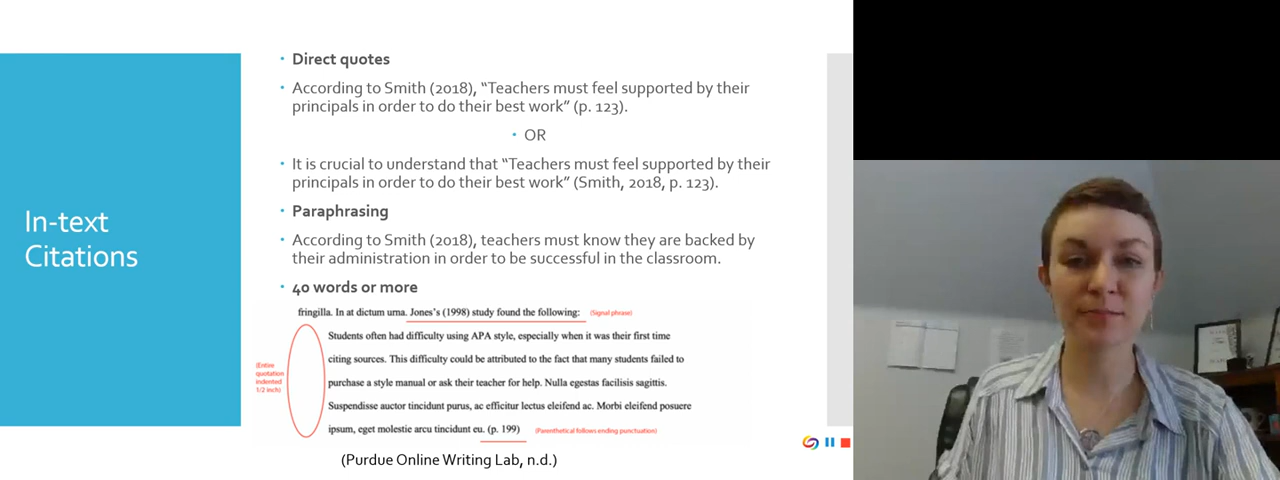 In-text
Citations
Direct quotes
According to Smith (2018), “Teachers must feel supported by their
principals in order to do their best work” (p. 123).
OR
It is crucial to understand that “Teachers must feel supported by their
principals in order to do their best work” (Smith, 2018, p. 123).
Paraphrasing
According to Smith (2018), teachers must know they are backed by
their administration in order to be successful in the classroom.
40 words or more
fringilla. In at dictum urna. Jones's (1998) study found the following: (Signal phrase)
Students often had difficulty using APA style, especially when it was their first time
citing sources. This difficulty could be attributed to the fact that many students failed to
purchase a style manual or ask their teacher for help. Nulla egestas facilisis sagittis.
Suspendisse auctor tincidunt purus, ac efficitur lectus eleifend ac. Morbi eleifend posuere
ipsum, eget molestie arcu tincidunt eu. (p. 199) (Parenthetical follows ending punctuation)
(Entire
quotation
indented
1/2 inch)
(Purdue Online Writing Lab, n.d.)